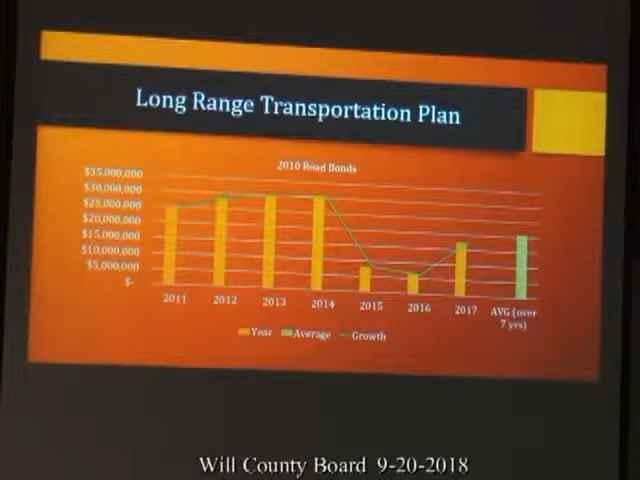 Long Range Transportation Plan
2010 Road Bonds
$35,000,000
$30,000,000
$25,000,000
$20,000,000
$15,000,000
$10,000,000
$5,000,000
$-
2011 2012 2013 2014 2015 2016 2017 AVG (over
7 yrs)
Year Average Growth
Will County Board 9-20-2018